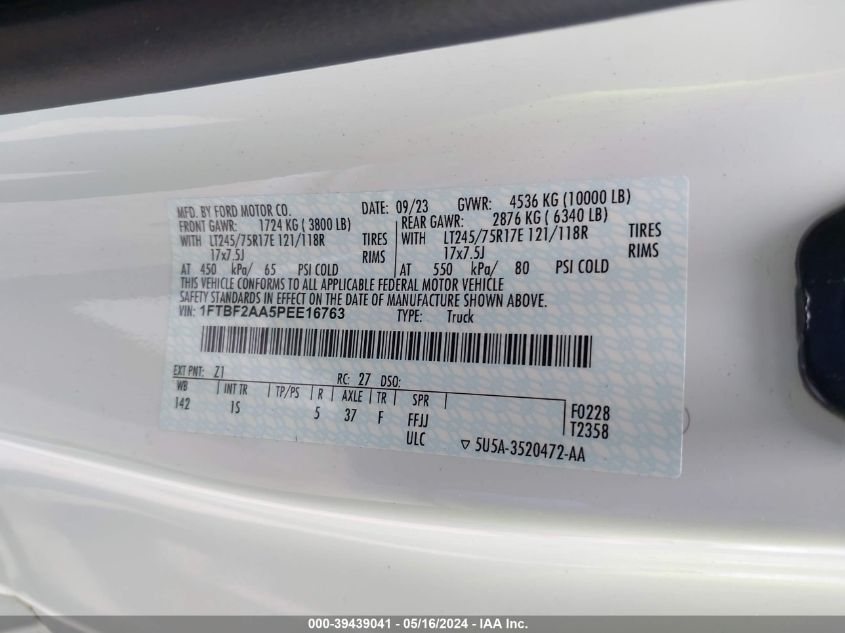 MFD. BY FORD MOTOR CO. DATE: 09/23 GVWR: 4536 KG (10000 LB)
FRONT GAWR: 1724 KG ( 3800 LB) REAR GAWR: 2876 KG ( 6340 LB)
WITH LT245/75R17E 121/118R TIRES WITH LT245/75R17E 121/118R TIRES
17x7.5J RIMS 17x7.5J RIMS
AT 450 kPa/ 65 PSI COLD AT 550 kPa/ 80 PSI COLD
THIS VEHICLE CONFORMS TO ALL APPLICABLE FEDERAL MOTOR VEHICLE
SAFETY STANDARDS IN EFFECT ON THE DATE OF MANUFACTURE SHOWN ABOVE.
VIN: 1FTBF2AA5PEE16763 TYPE: Truck
EXT PNT: Z1 RC: 27 DSO:
WB INT TR TP/PS R AXLE TR SPR
142 1S 5 37 F FFJJ F0228
ULC T2358
5U5A-3520472-AA
000-39439041 - 05/16/2024 - IAA Inc.